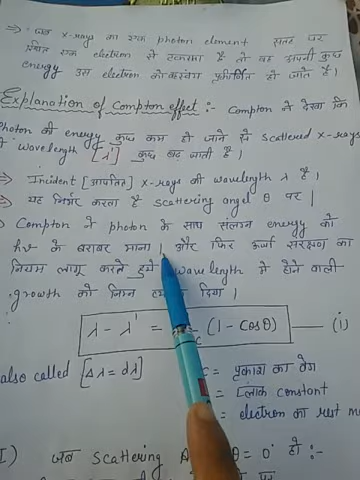 ⇒ जब x-rays का एक photon element सतह पर
स्थित एक electron से टकराता है तो वह अपनी कुछ
energy उस electron को देकर प्रकीर्णित हो जाते है।
Explanation of Compton effect :- Compton ने देखा कि
Photon की energy कुछ कम हो जाने से scattered x-rays
की wavelength [λ'] कुछ बढ़ जाती है।
⇒ Incident [आपतित] x-rays की wavelength λ है।
⇒ यह निर्भर करता है scattering angel θ पर।
Compton ने photon के साथ संलग्न energy को
hν के बराबर माना। और फिर ऊर्जा संरक्षण का
नियम लागू करते हुये wavelength में होने वाली
growth को निम्न दिया।
λ - λ' = (1 - cosθ) — (i)
also called [Δλ = dλ] c = प्रकाश का वेग
= प्लांक constant
= electron का rest
I) जब Scattering θ = 0° हो :-